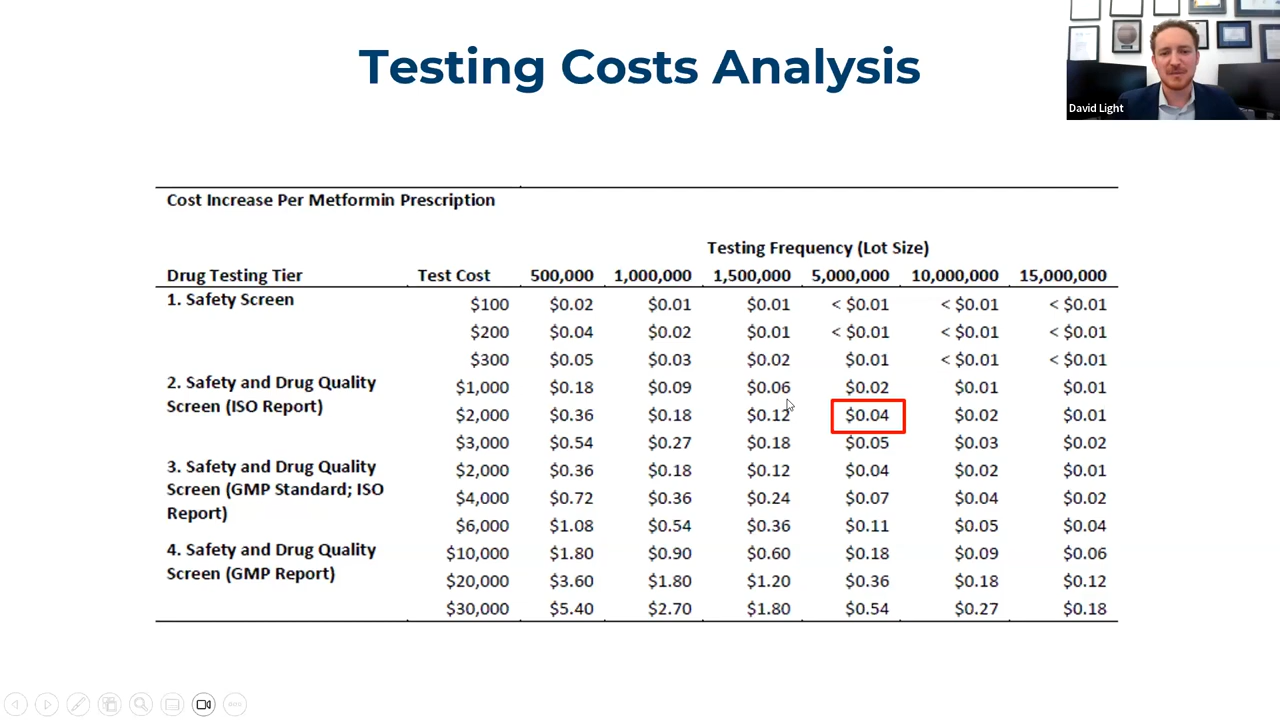 Testing Costs Analysis
David Light
Cost Increase Per Metformin Prescription
Testing Frequency (Lot Size)
Drug Testing Tier Test Cost 500,000 1,000,000 1,500,000 5,000,000 10,000,000 15,000,000
1. Safety Screen $100 $0.02 $0.01 $0.01 < $0.01 < $0.01 < $0.01
$200 $0.04 $0.02 $0.01 < $0.01 < $0.01 < $0.01
$300 $0.05 $0.03 $0.02 $0.01 < $0.01 < $0.01
2. Safety and Drug Quality $1,000 $0.18 $0.09 $0.06 $0.02 $0.01 $0.01
Screen (ISO Report) $2,000 $0.36 $0.18 $0.12 $0.04 $0.02 $0.01
$3,000 $0.54 $0.27 $0.18 $0.05 $0.03 $0.02
3. Safety and Drug Quality $2,000 $0.36 $0.18 $0.12 $0.04 $0.02 $0.01
Screen (GMP Standard; ISO $4,000 $0.72 $0.36 $0.24 $0.07 $0.04 $0.02
Report) $6,000 $1.08 $0.54 $0.36 $0.11 $0.05 $0.04
4. Safety and Drug Quality $10,000 $1.80 $0.90 $0.60 $0.18 $0.09 $0.06
Screen (GMP Report) $20,000 $3.60 $1.80 $1.20 $0.36 $0.18 $0.12
$30,000 $5.40 $2.70 $1.80 $0.54 $0.27 $0.18